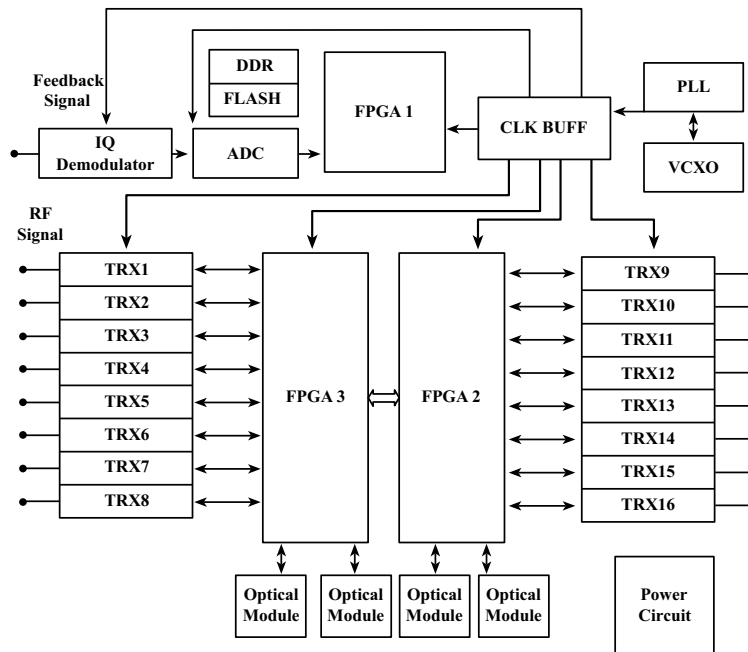 Feedback
Signal
DDR
FLASH
FPGA 1
CLK BUFF
PLL
IQ
Demodulator
ADC
VCXO
RF
Signal
TRX1
TRX2
TRX3
TRX4
TRX5
TRX6
TRX7
TRX8
FPGA 3
FPGA 2
TRX9
TRX10
TRX11
TRX12
TRX13
TRX14
TRX15
TRX16
Optical
Module
Optical
Module
Optical
Module
Optical
Module
Power
Circuit